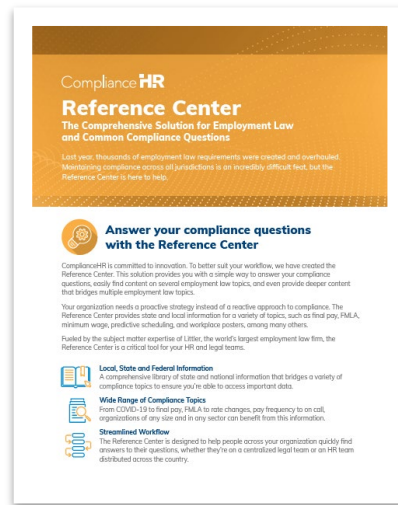 Compliance HR
Reference Center
The Comprehensive Solution for Employment Law
and Common Compliance Questions
Last year, thousands of employment law requirements were created and overhauled.
Maintaining compliance across all jurisdictions is an incredibly difficult feat, but the
Reference Center is here to help.
Answer your compliance questions
with the Reference Center
ComplianceHR is committed to innovation. To better suit your workflow, we have created the
Reference Center. This solution provides you with a simple way to answer your compliance
questions, easily find content on several employment law topics, and even provide deeper content
that bridges multiple employment law topics.
Your organization needs a proactive strategy instead of a reactive approach to compliance. The
Reference Center provides state and local information for a variety of topics, such as final pay, FMLA,
minimum wage, predictive scheduling, and workplace posters, among many others.
Fueled by the subject matter expertise of Littler, the world's largest employment law firm, the
Reference Center is a critical tool for your HR and legal teams.
Local, State and Federal Information
A comprehensive library of state and national information that bridges a variety of
compliance topics to ensure you're able to access important data.
Wide Range of Compliance Topics
From COVID-19 to final pay, FMLA to rate changes, pay frequency to on call,
organizations of any size and in any sector can benefit from this information.
Streamlined Workflow
The Reference Center is designed to help people across your organization quickly find
answers to their questions, whether they're on a centralized legal team or an HR team
distributed across the country.